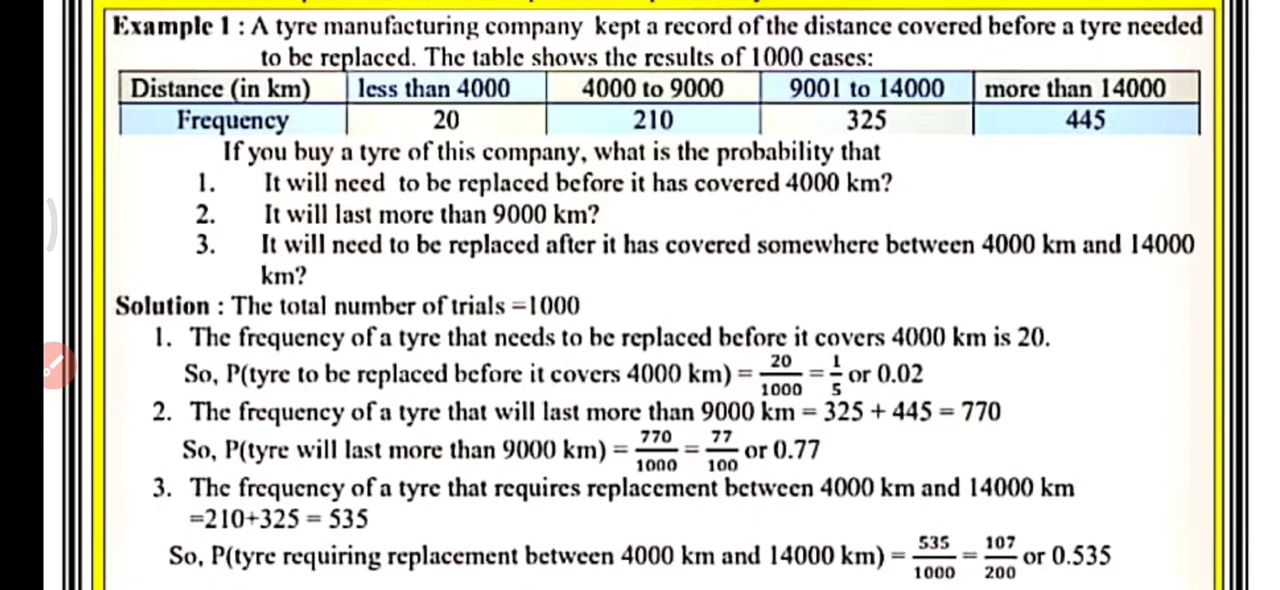 Example 1 : A tyre manufacturing company kept a record of the distance covered before a tyre needed
to be replaced. The table shows the results of 1000 cases:
Distance (in km) less than 4000 4000 to 9000 9001 to 14000 more than 14000
Frequency 20 210 325 445
If you buy a tyre of this company, what is the probability that
1. It will need to be replaced before it has covered 4000 km?
2. It will last more than 9000 km?
3. It will need to be replaced after it has covered somewhere between 4000 km and 14000
km?
Solution : The total number of trials =1000
1. The frequency of a tyre that needs to be replaced before it covers 4000 km is 20.
So, P(tyre to be replaced before it covers 4000 km) = 20/1000 = 1/5 or 0.02
2. The frequency of a tyre that will last more than 9000 km = 325 + 445 = 770
So, P(tyre will last more than 9000 km) = 770/1000 = 77/100 or 0.77
3. The frequency of a tyre that requires replacement between 4000 km and 14000 km
=210+325 = 535
So, P(tyre requiring replacement between 4000 km and 14000 km) = 535/1000 = 107/200 or 0.535